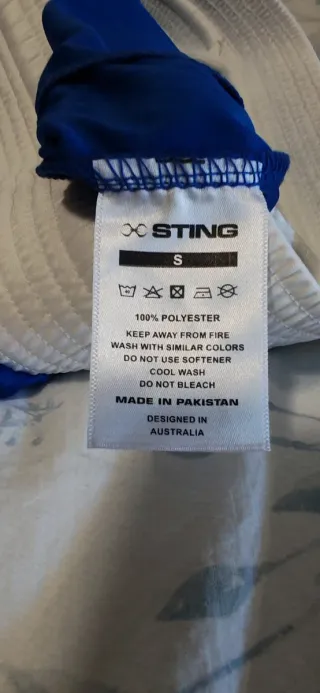 STING
S
100% POLYESTER
KEEP AWAY FROM FIRE
WASH WITH SIMILAR COLORS
DO NOT USE SOFTENER
COOL WASH
DO NOT BLEACH
MADE IN PAKISTAN
DESIGNED IN
AUSTRALIA